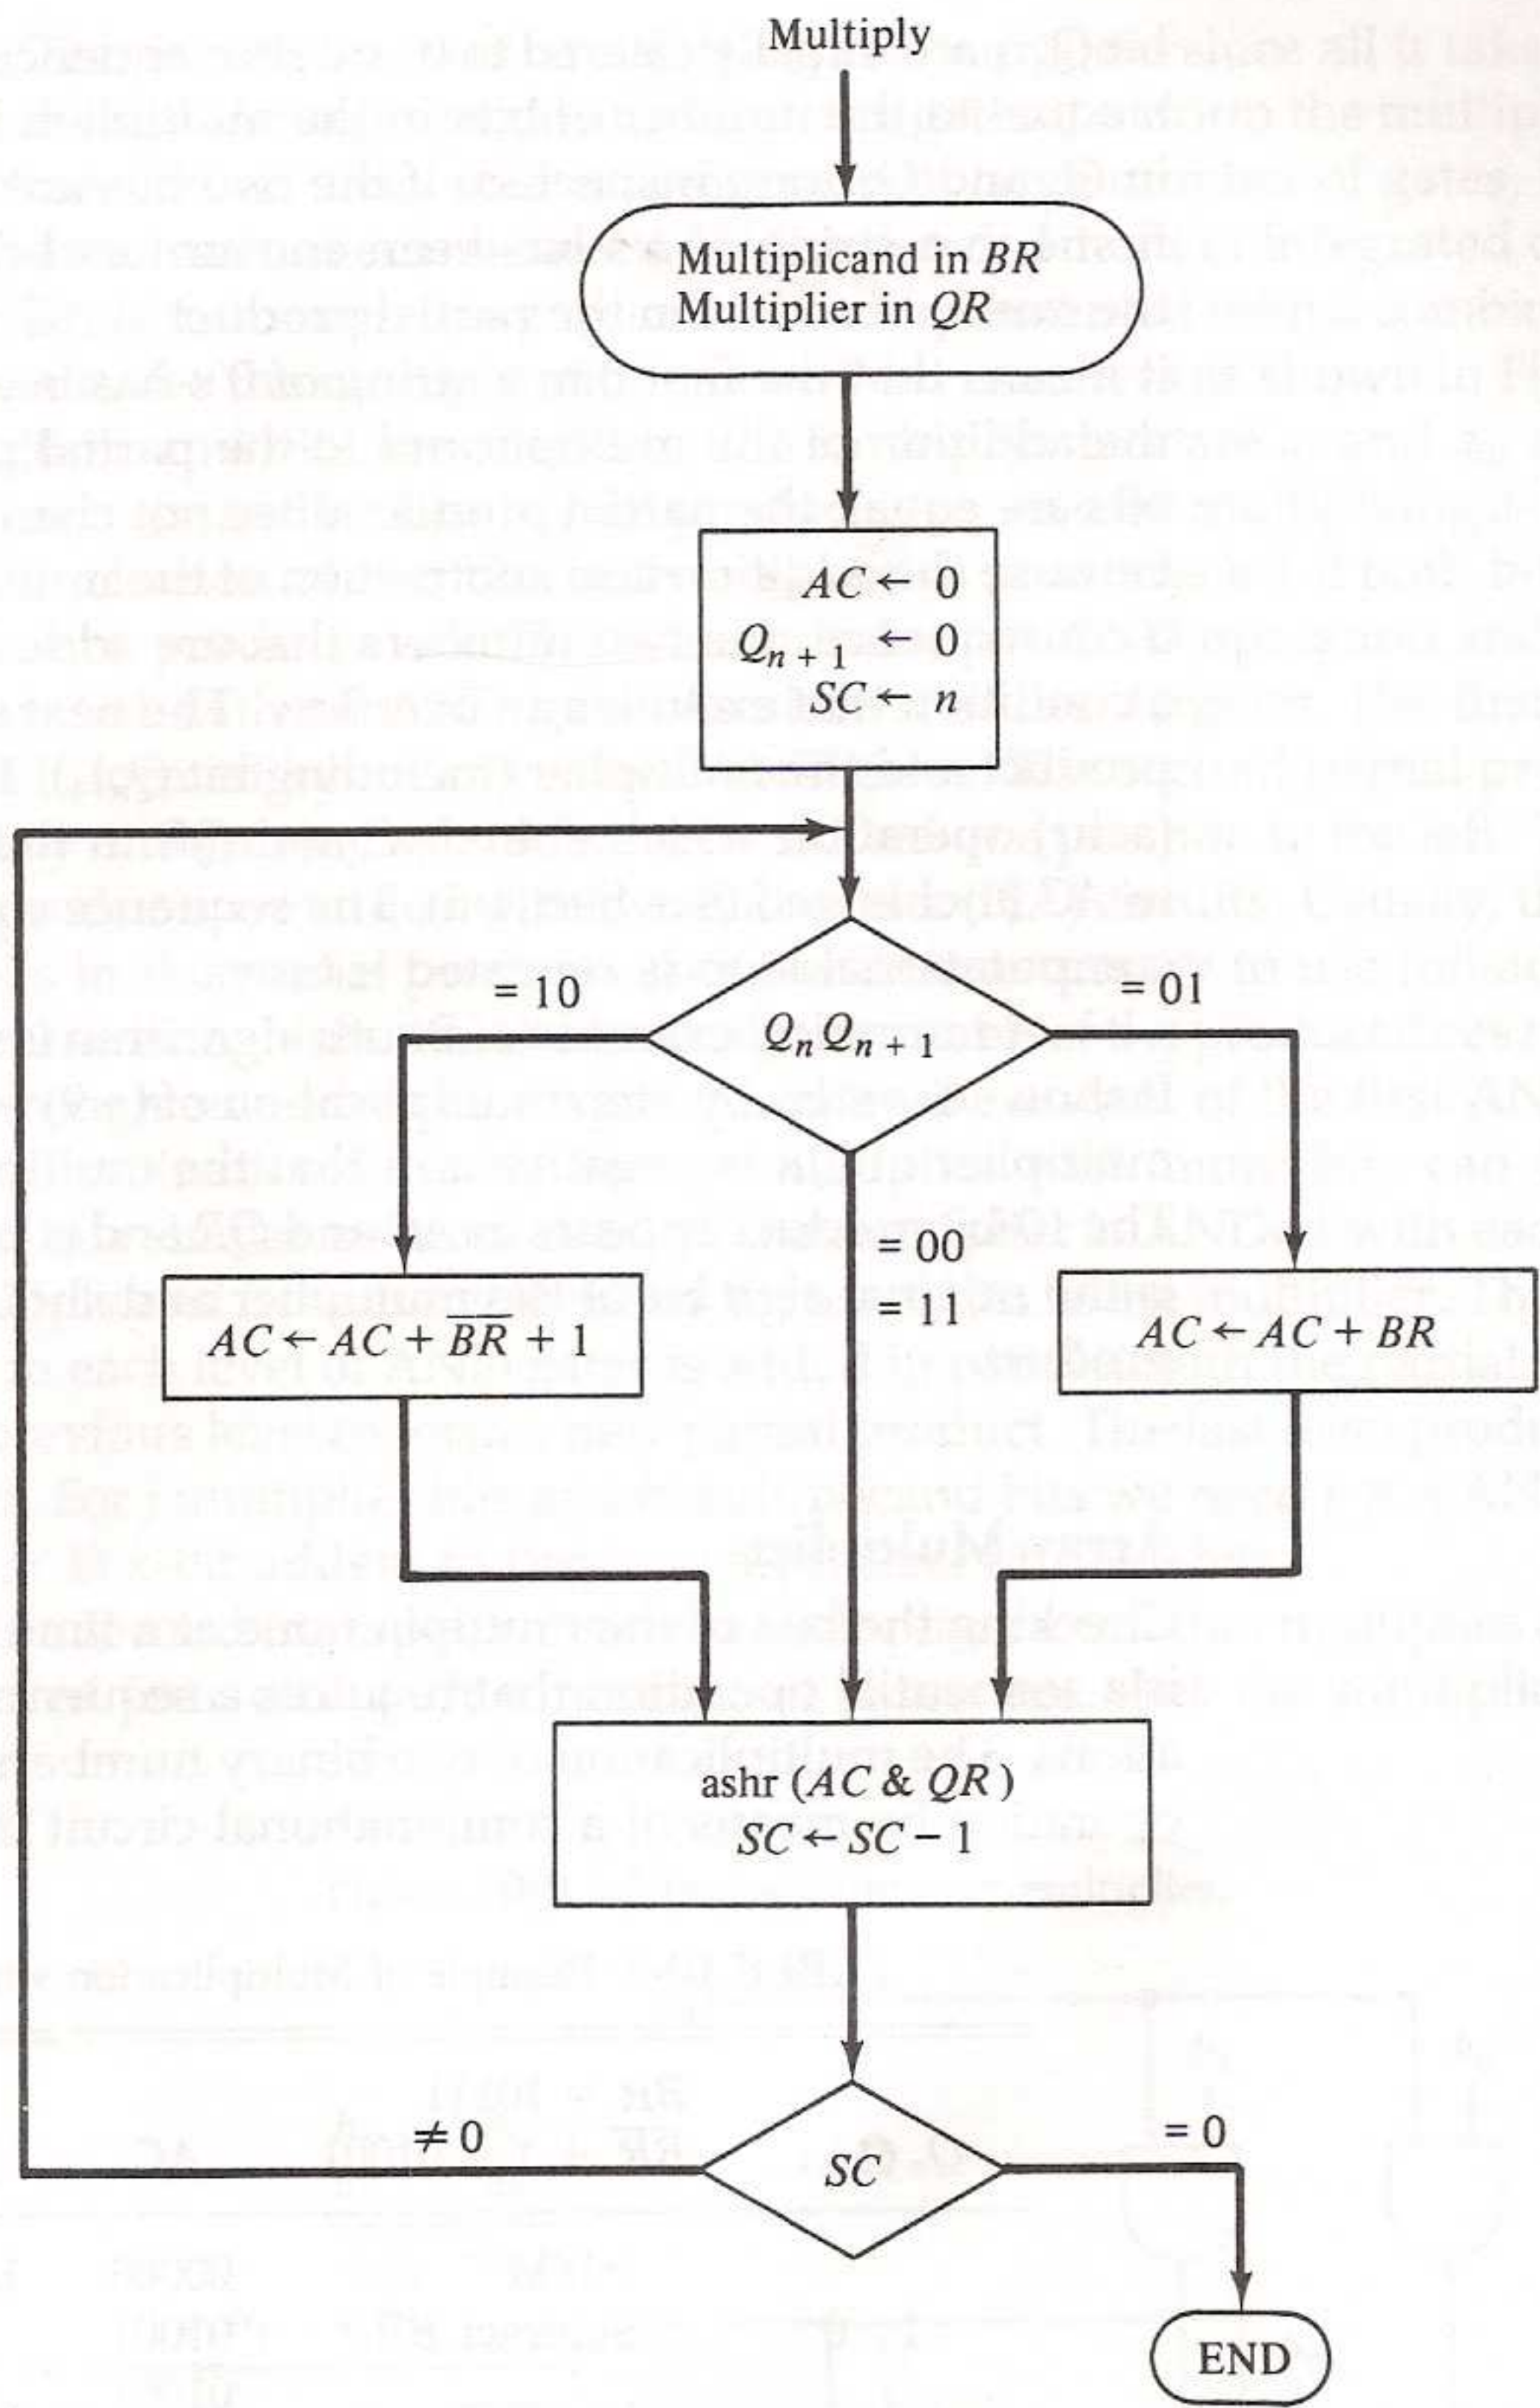 Multiply
Multiplicand in BR
Multiplier in QR
AC ← 0
Qn + 1 ← 0
SC ← n
= 10
QnQn + 1
= 01
= 00
= 11
AC ← AC + B̅R̅ + 1
AC ← AC + BR
ashr (AC & QR)
SC ← SC − 1
≠ 0
SC
= 0
END